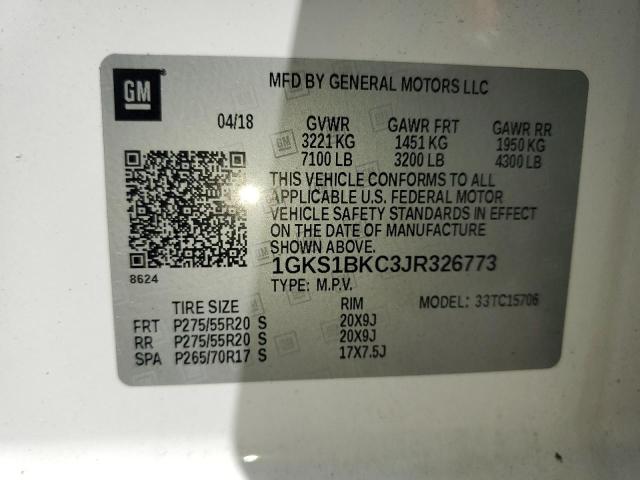 GM
MFD BY GENERAL MOTORS LLC
04/18 GVWR GAWR FRT GAWR RR
3221 KG 1451 KG 1950 KG
7100 LB 3200 LB 4300 LB
THIS VEHICLE CONFORMS TO ALL
APPLICABLE U.S. FEDERAL MOTOR
VEHICLE SAFETY STANDARDS IN EFFECT
ON THE DATE OF MANUFACTURE
SHOWN ABOVE.
8624
1GKS1BKC3JR326773
TYPE: M.P.V. MODEL: 33TC15706
TIRE SIZE RIM
FRT P275/55R20 S 20X9J
RR P275/55R20 S 20X9J
SPA P265/70R17 S 17X7.5J